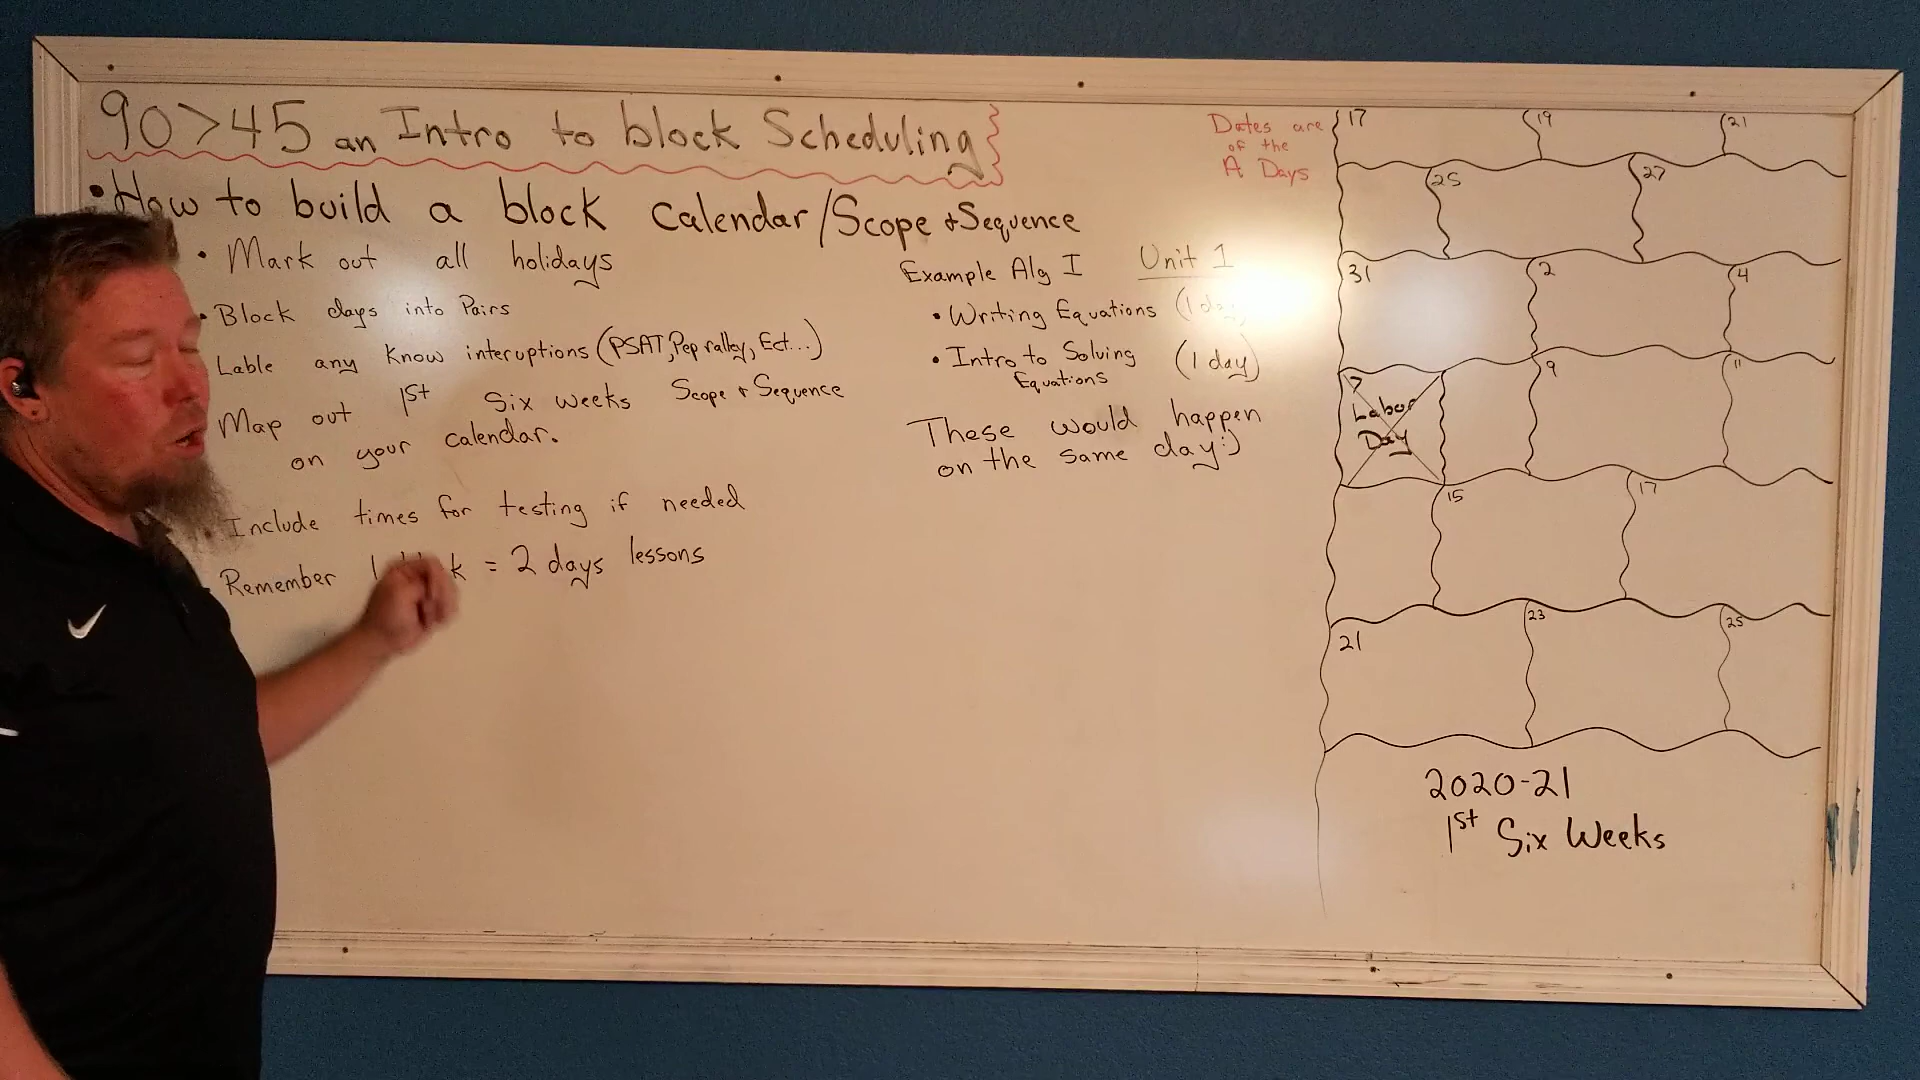 90>45 an Intro to block Scheduling
• How to build a block Calendar/Scope + Sequence
• Mark out all holidays
• Block days into Pairs
Lable any Know interuptions (PSAT, Pep ralley, Ect...)
Map out 1st Six Weeks Scope + Sequence
on your calendar.
• Include times for testing if needed
Remember 1 = 2 days lessons
Example Alg I Unit 1
• Writing Equations (1 day
• Intro to Solving (1 day)
Equations
These would happen
on the same day :)
Dates are
of the
A Days
17 19 21
25 27
31 2 4
7 9 11
Labor
Day
15 17
21 23 25
2020-21
1st Six Weeks